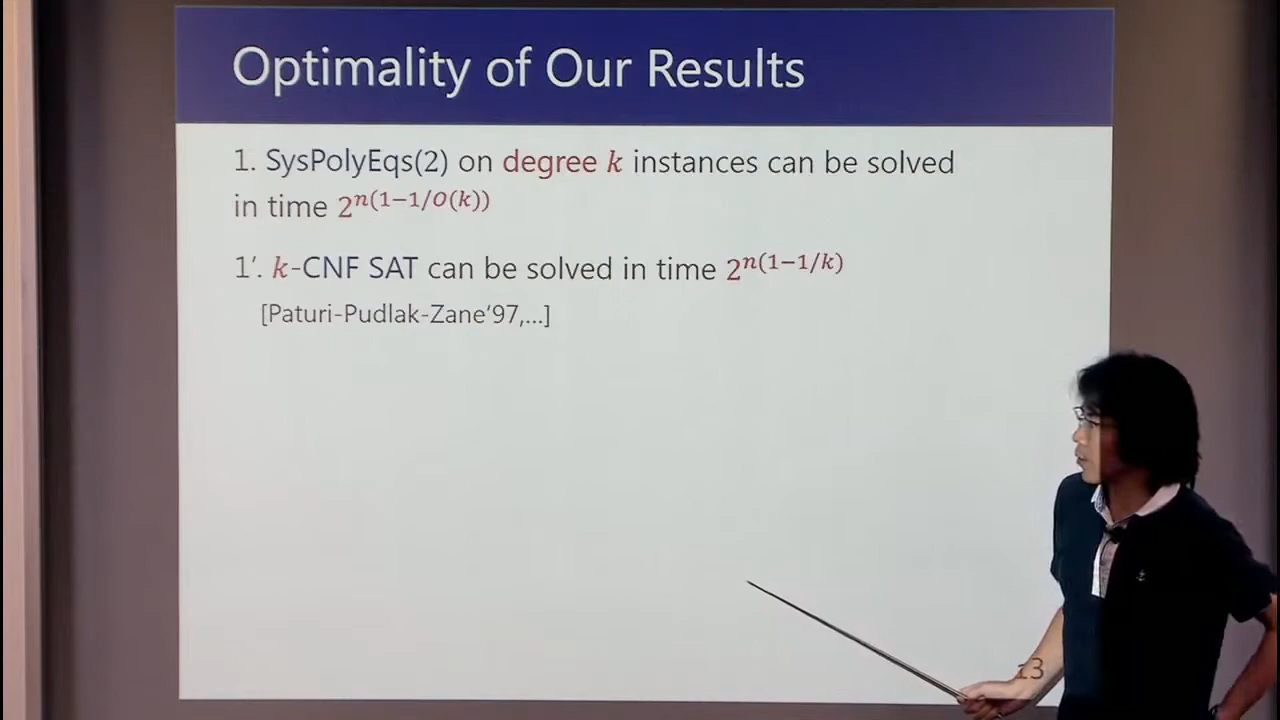 Optimality of Our Results
1. SysPolyEqs(2) on degree k instances can be solved
in time 2^{n(1−1/O(k))}
1′. k-CNF SAT can be solved in time 2^{n(1−1/k)}
[Paturi-Pudlak-Zane’97,...]
13